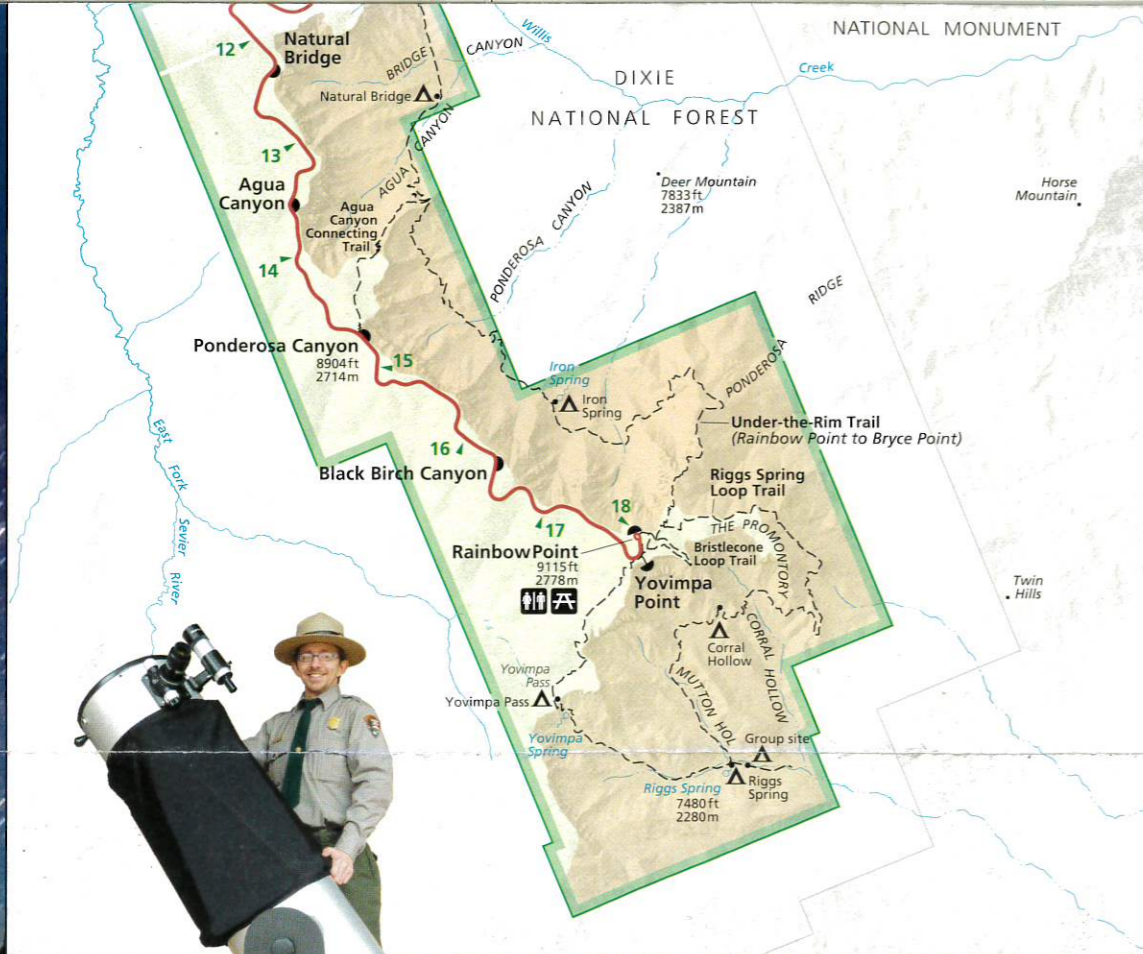 NATIONAL MONUMENT
Willis
Creek
12
Natural
Bridge
BRIDGE
CANYON
DIXIE
NATIONAL FOREST
Natural Bridge
13
AGUA
CANYON
Agua
Canyon
Agua
Canyon
Connecting
Trail
Deer Mountain
7833ft
2387m
Horse
Mountain
PONDEROSA CANYON
14
PONDEROSA
RIDGE
Ponderosa Canyon
8904ft
2714m
15
Iron
Spring
Iron
Spring
Under-the-Rim Trail
(Rainbow Point to Bryce Point)
East Fork Sevier River
16
Black Birch Canyon
Riggs Spring
Loop Trail
17
18
THE PROMONTORY
Rainbow Point
9115ft
2778m
Bristlecone
Loop Trail
Yovimpa
Point
Twin
Hills
Corral
Hollow
CORRAL HOLLOW
MUTTON HOL
Yovimpa
Pass
Yovimpa Pass
Yovimpa
Spring
Group site
Riggs Spring
7480ft
2280m
Riggs
Spring